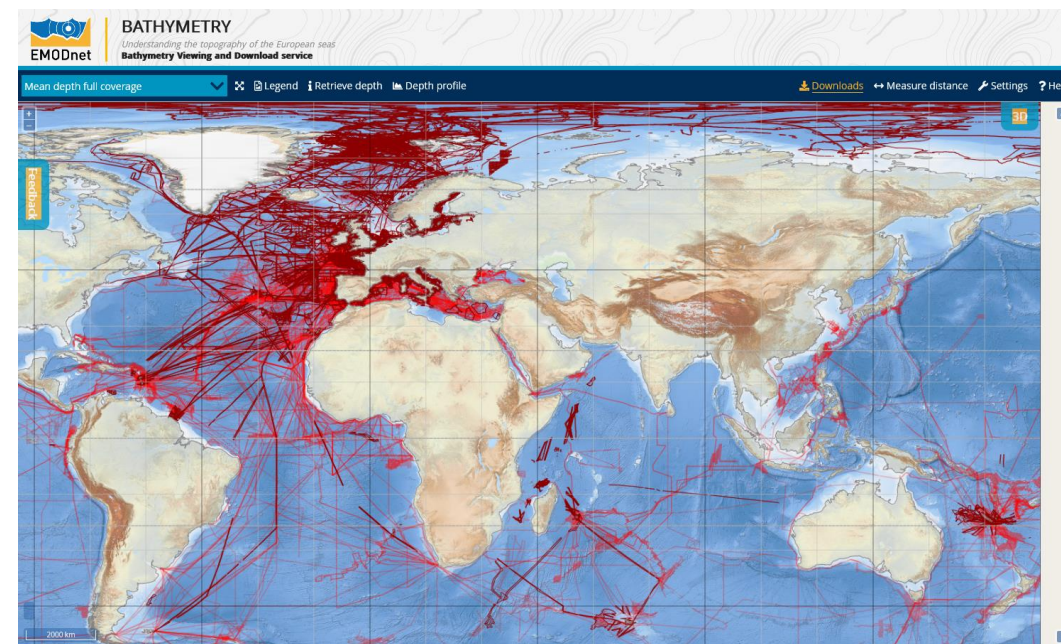 EMODnet
BATHYMETRY
Understanding the topography of the European seas
Bathymetry Viewing and Download service
Mean depth full coverage
Legend
Retrieve depth
Depth profile
Downloads
Measure distance
Settings
? He
+
3D
−
Feedback
2000 km